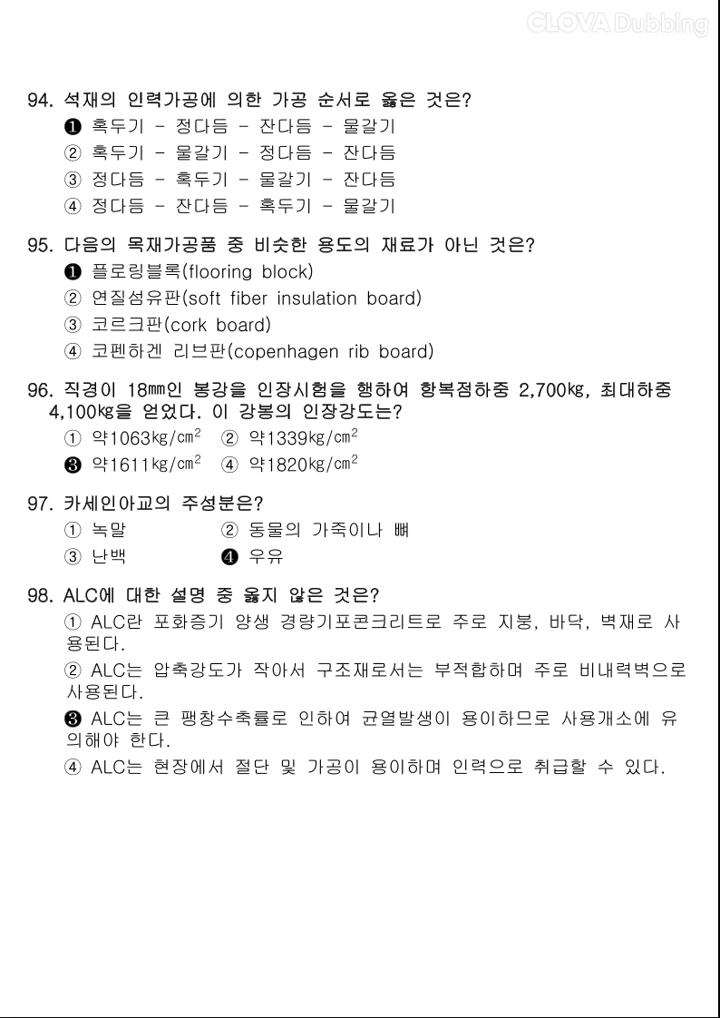 CLOVA Dubbing
94. 석재의 인력가공에 의한 가공 순서로 옳은 것은?
❶ 혹두기 - 정다듬 - 잔다듬 - 물갈기
② 혹두기 - 물갈기 - 정다듬 - 잔다듬
③ 정다듬 - 혹두기 - 물갈기 - 잔다듬
④ 정다듬 - 잔다듬 - 혹두기 - 물갈기
95. 다음의 목재가공품 중 비슷한 용도의 재료가 아닌 것은?
❶ 플로링블록(flooring block)
② 연질섬유판(soft fiber insulation board)
③ 코르크판(cork board)
④ 코펜하겐 리브판(copenhagen rib board)
96. 직경이 18㎜인 봉강을 인장시험을 행하여 항복점하중 2,700㎏, 최대하중
4,100㎏을 얻었다. 이 강봉의 인장강도는?
① 약1063㎏/㎝² ② 약1339㎏/㎝²
❸ 약1611㎏/㎝² ④ 약1820㎏/㎝²
97. 카세인아교의 주성분은?
① 녹말 ② 동물의 가죽이나 뼈
③ 난백 ❹ 우유
98. ALC에 대한 설명 중 옳지 않은 것은?
① ALC란 포화증기 양생 경량기포콘크리트로 주로 지붕, 바닥, 벽재로 사
용된다.
② ALC는 압축강도가 작아서 구조재로서는 부적합하며 주로 비내력벽으로
사용된다.
❸ ALC는 큰 팽창수축률로 인하여 균열발생이 용이하므로 사용개소에 유
의해야 한다.
④ ALC는 현장에서 절단 및 가공이 용이하며 인력으로 취급할 수 있다.